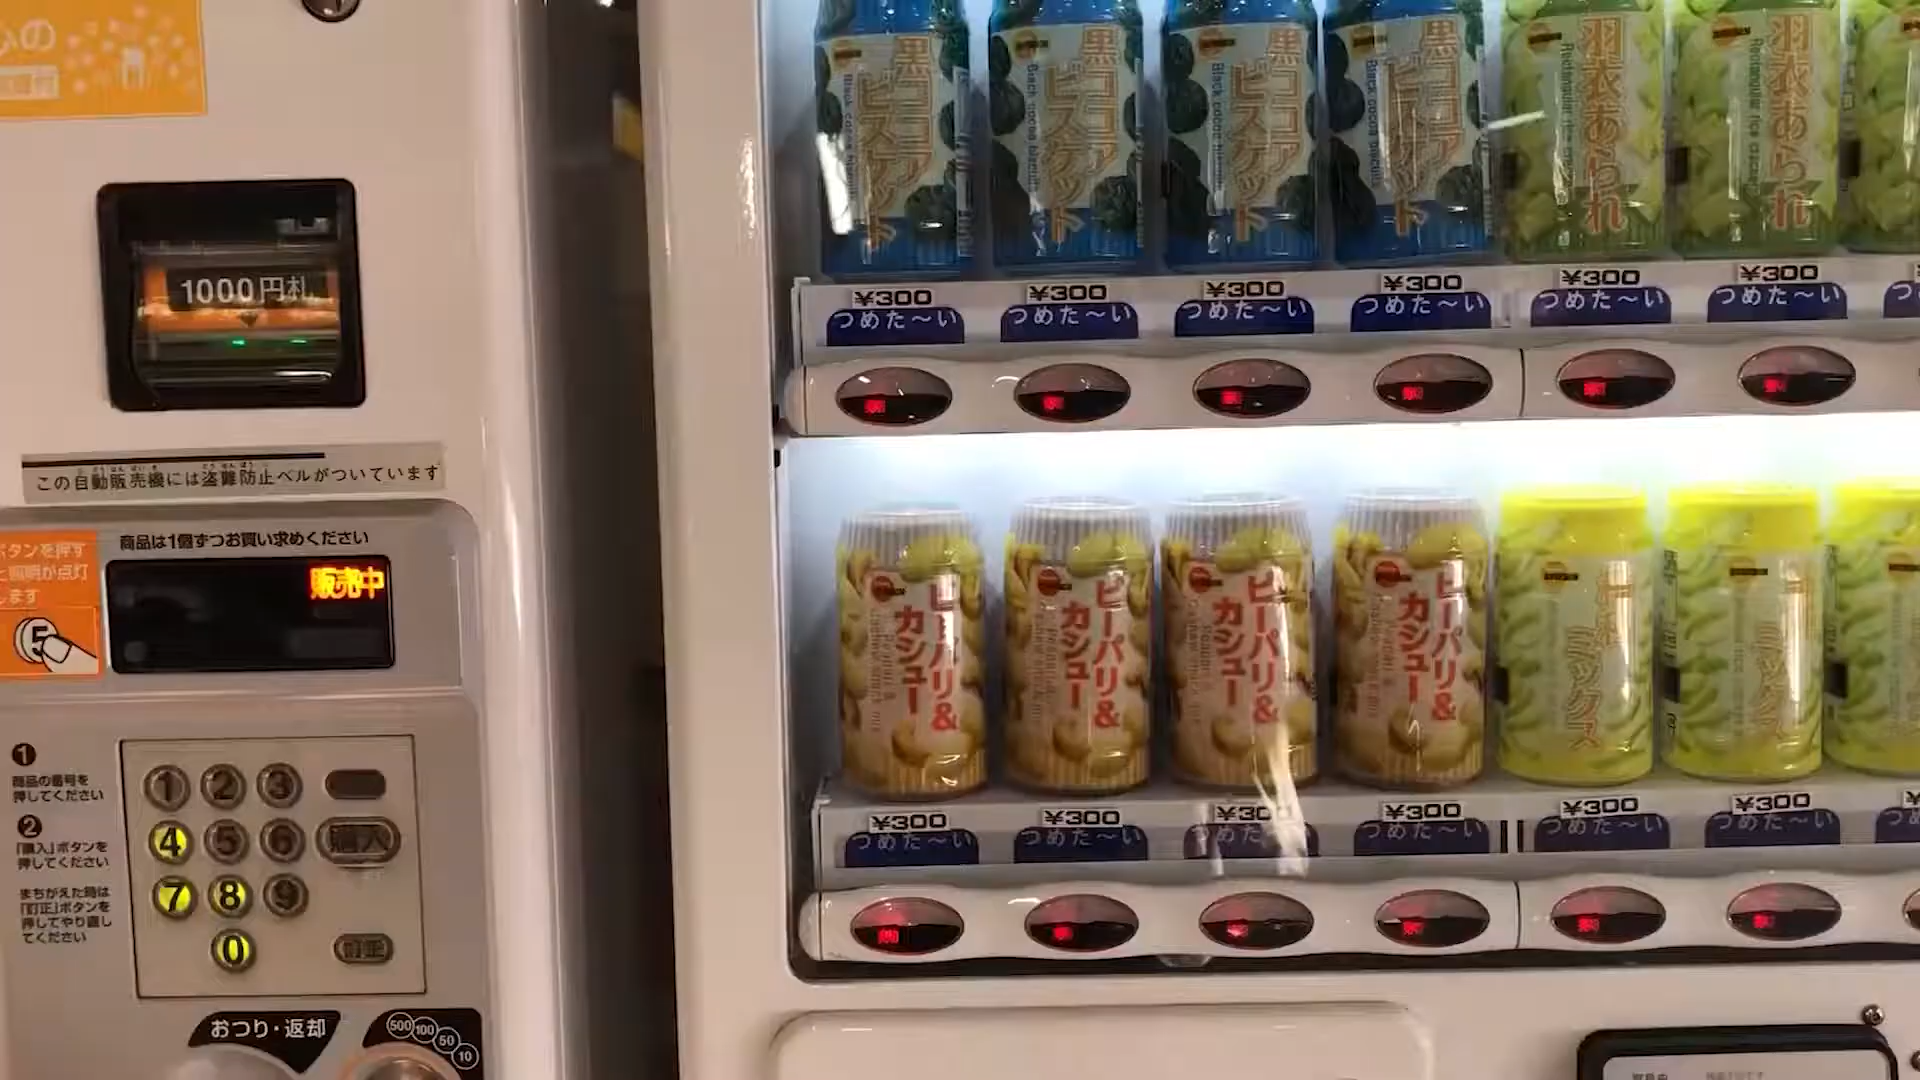 心の
1000円札
この自動販売機には盗難防止ベルがついています
商品は1個ずつお買い求めください
販売中
ボタンを押す
と照明が点灯
します
5
1
商品の番号を
押してください
2
「購入」ボタンを
押してください
まちがえた時は
「訂正」ボタンを
押してやり直し
てください
1 2 3
4 5 6 購入
7 8 9
0 訂正
おつり・返却
500 100 50 10
黒ココアビスケット
Black cocoa biscuit
黒ココアビスケット
Black cocoa biscuit
黒ココアビスケット
Black cocoa biscuit
黒ココアビスケット
Black cocoa biscuit
羽衣あられ
羽衣あられ
¥300 ¥300 ¥300 ¥300 ¥300 ¥300
つめた〜い つめた〜い つめた〜い つめた〜い つめた〜い つめた〜い
ピーパリ&カシュー
ピーパリ&カシュー
ピーパリ&カシュー
ピーパリ&カシュー
ミックス
ミックス
¥300 ¥300 ¥300 ¥300 ¥300 ¥300
つめた〜い つめた〜い つめた〜い つめた〜い つめた〜い つめた〜い